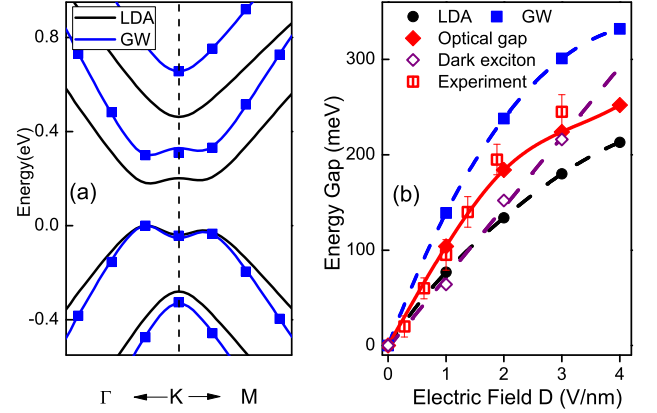 LDA
GW
Energy(eV)
0.8
0.4
0.0
-0.4
(a)
Γ K M
LDA GW
Optical gap
Dark exciton
Experiment
Energy Gap (meV)
300
200
100
0
(b)
0 1 2 3 4
Electric Field D (V/nm)